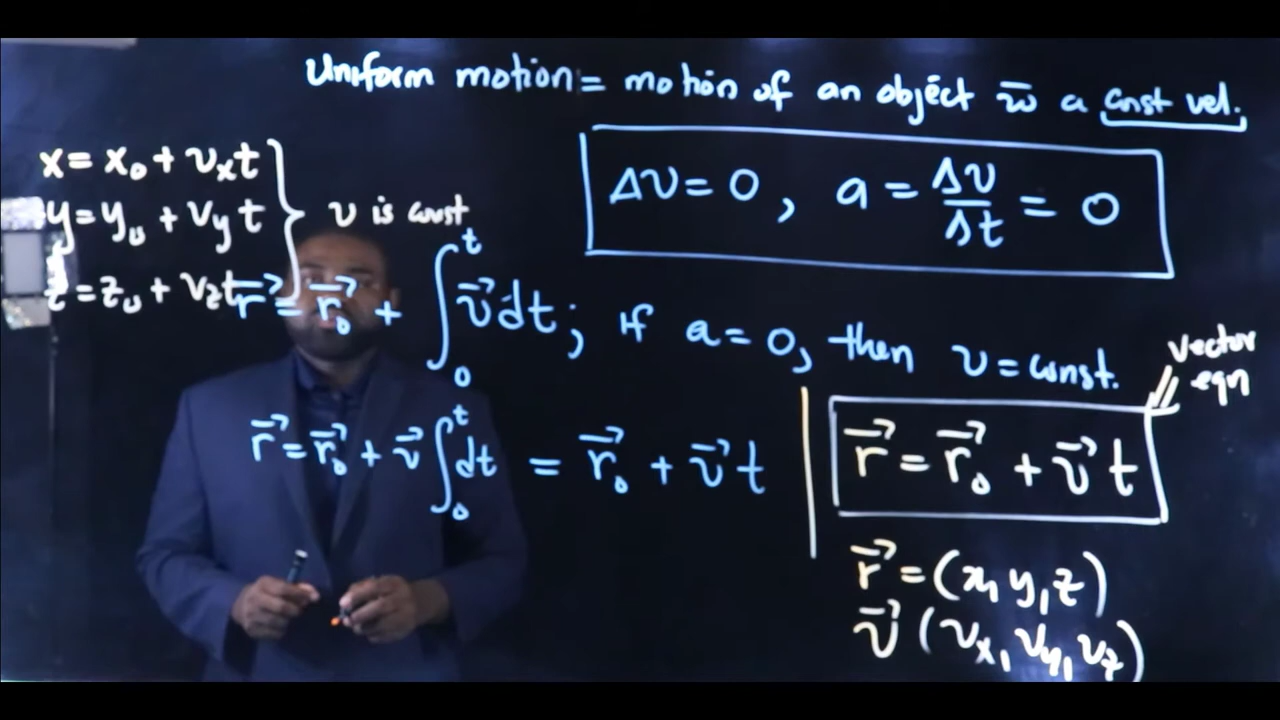 Uniform motion = motion of an object w̄ a const vel.
Δv = 0, a = Δv/Δt = 0
x = x₀ + vₓt
y = y₀ + v_y t
z = z₀ + v_z t
v is const
r⃗ = r⃗₀ + ∫₀ᵗ v⃗ dt ; if a = 0, then v = const.
r⃗ = r⃗₀ + v⃗ ∫₀ᵗ dt = r⃗₀ + v⃗ t
vector
eqn
r⃗ = r⃗₀ + v⃗ t
r⃗ = (x, y, z)
v⃗ (vₓ, v_y, v_z)